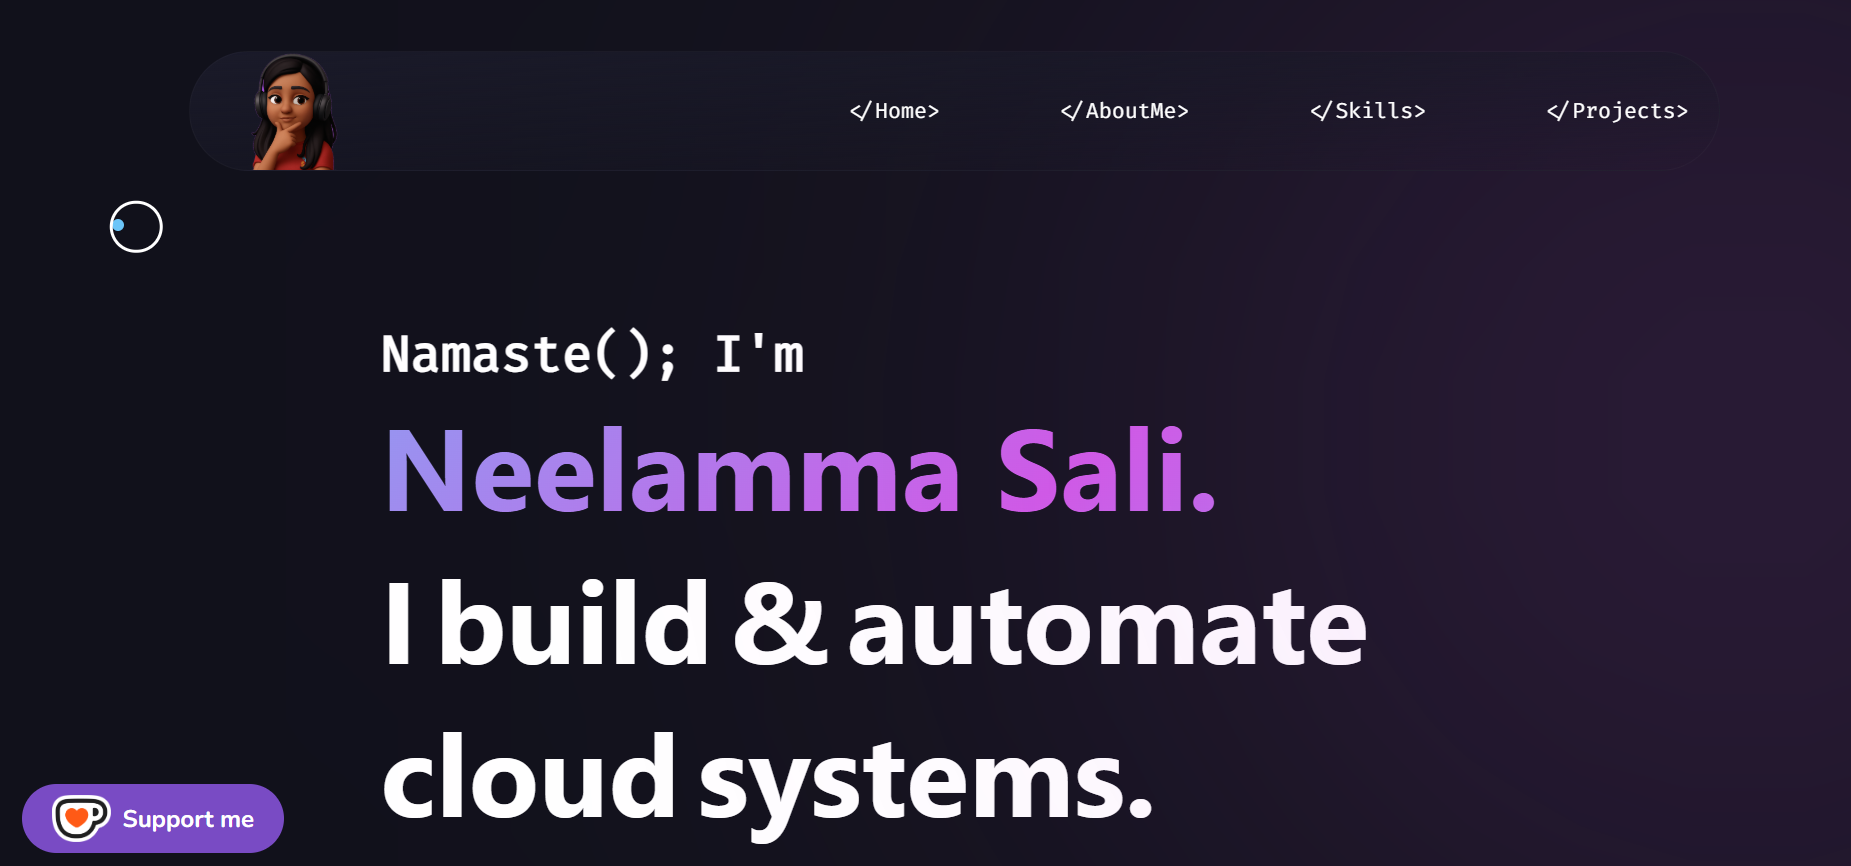 </Home>
</AboutMe>
</Skills>
</Projects>
Namaste(); I'm
Neelamma Sali.
I build & automate
cloud systems.
Support me